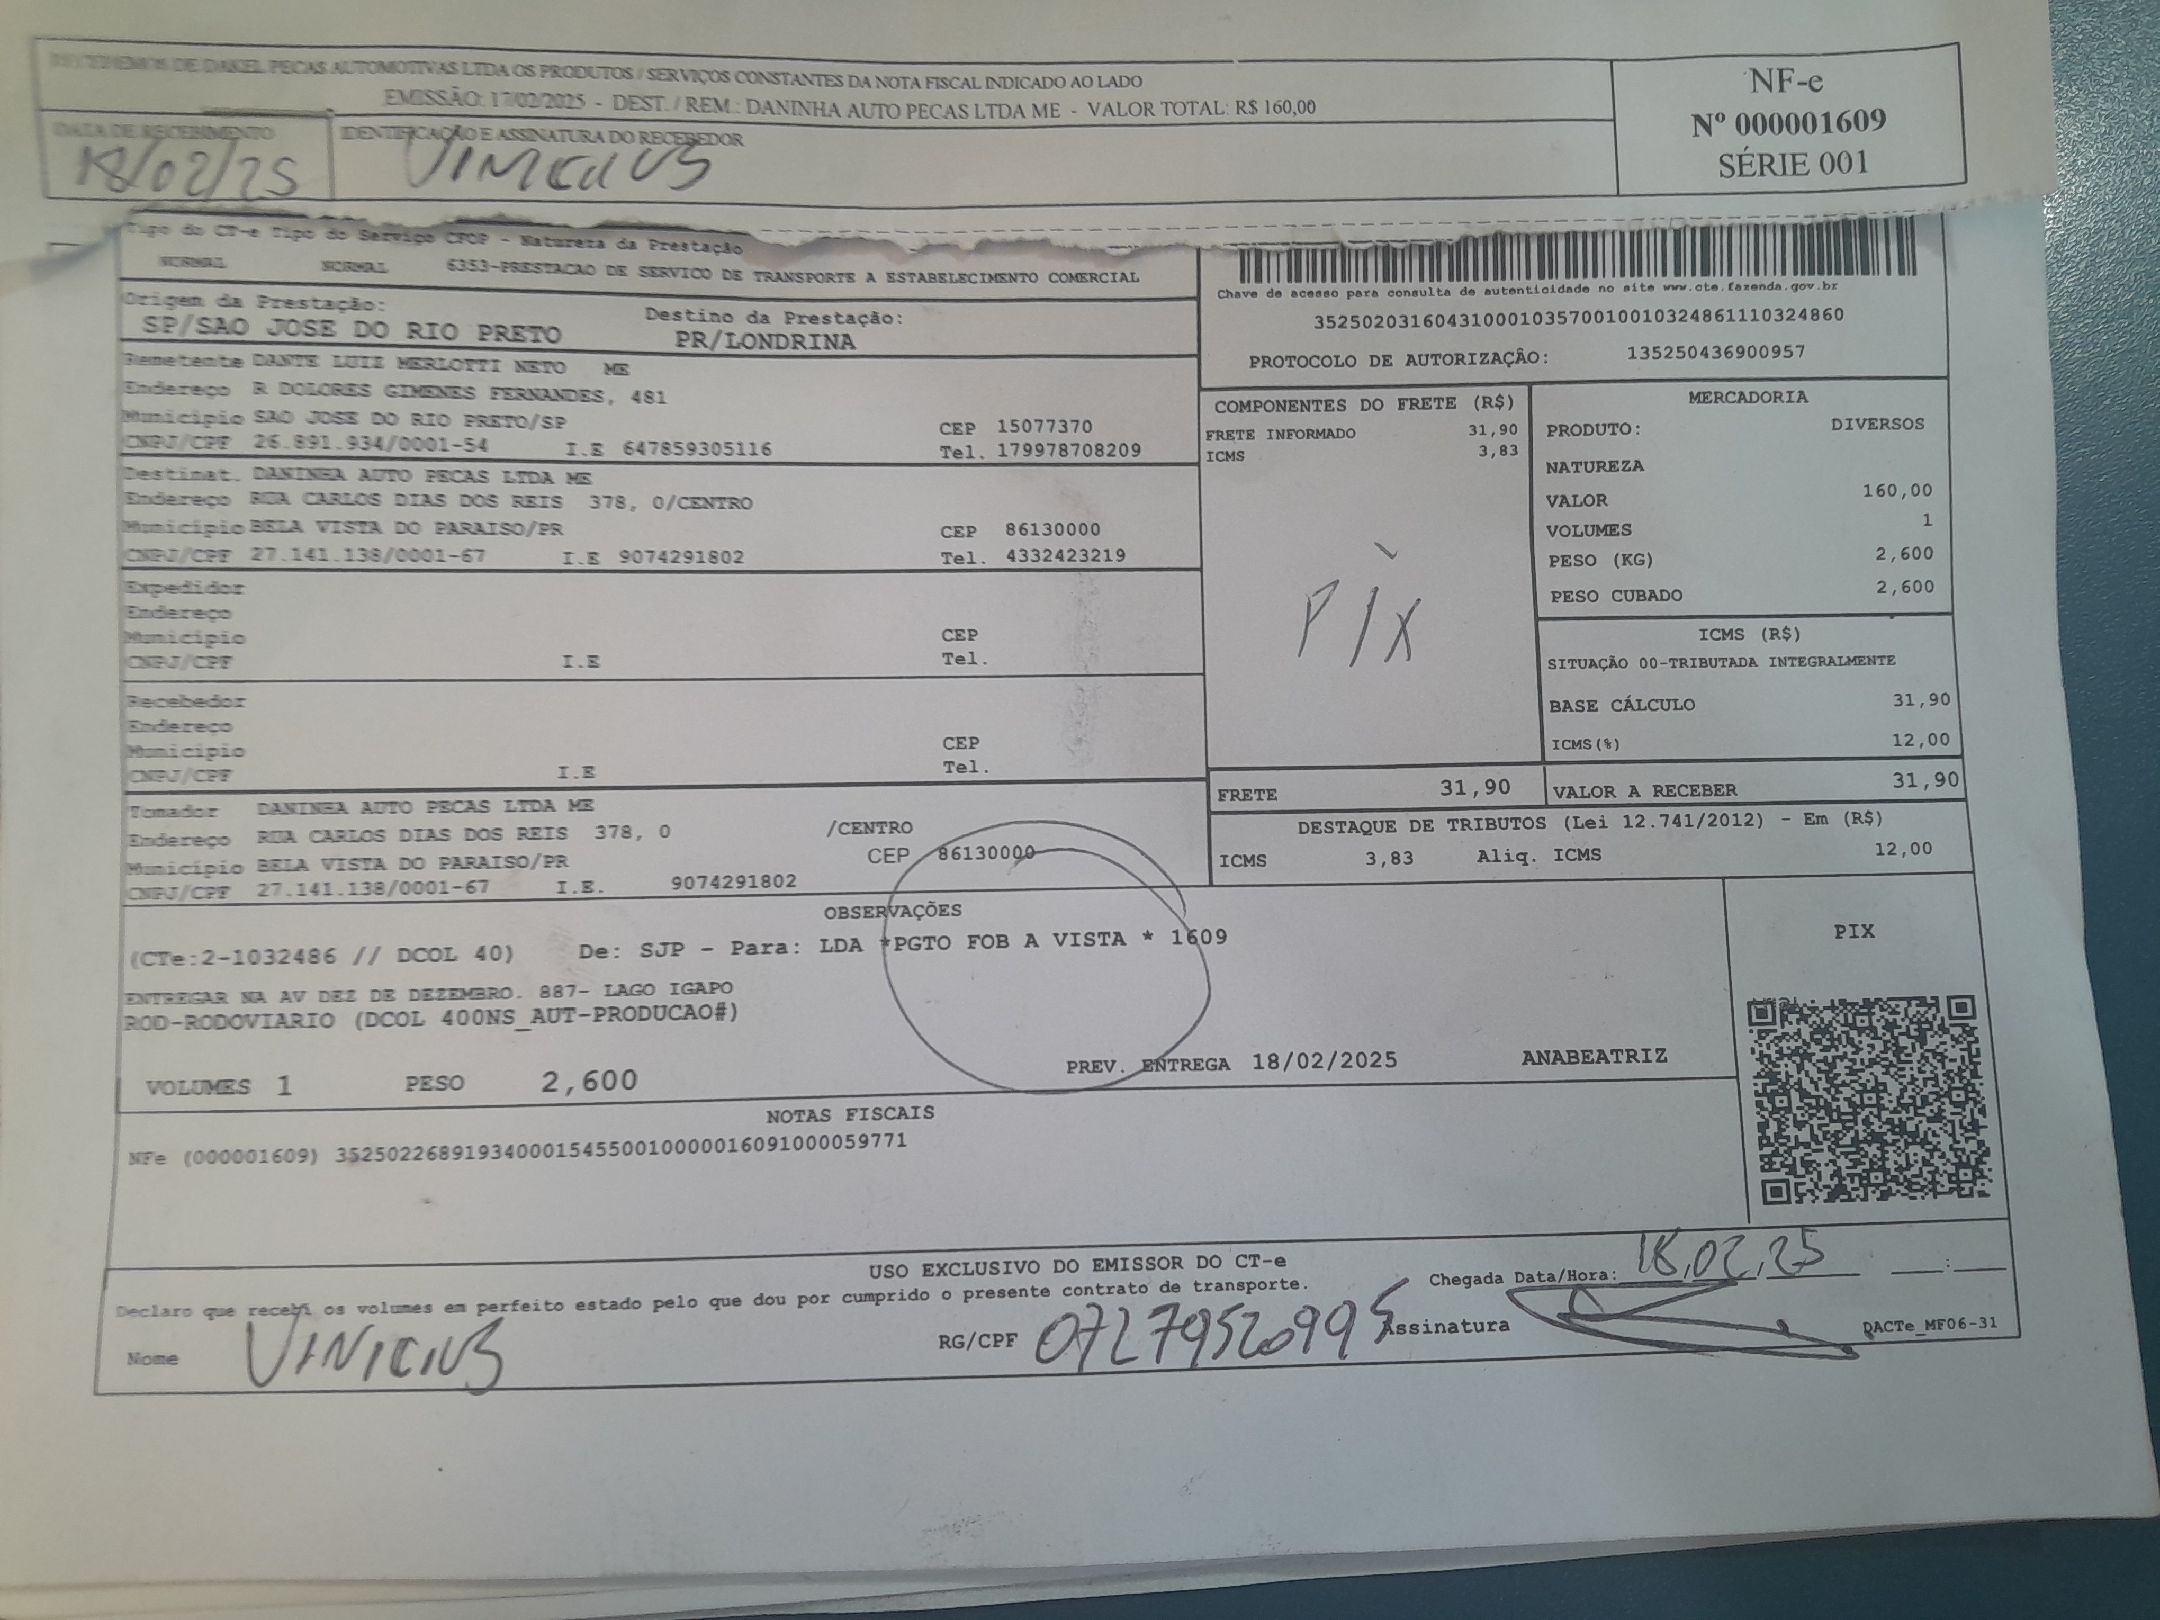 RECEBEMOS DE DAKEL PECAS AUTOMOTIVAS LTDA OS PRODUTOS / SERVIÇOS CONSTANTES DA NOTA FISCAL INDICADO AO LADO
EMISSÃO: 17/02/2025 - DEST. / REM.: DANINHA AUTO PECAS LTDA ME - VALOR TOTAL: R$ 160,00
NF-e
Nº 000001609
SÉRIE 001
DATA DE RECEBIMENTO
18/02/25
IDENTIFICAÇÃO E ASSINATURA DO RECEBEDOR
VINICIUS
Tipo do CT-e Tipo do Serviço CFOP - Natureza da Prestação
NORMAL NORMAL 6353-PRESTACAO DE SERVICO DE TRANSPORTE A ESTABELECIMENTO COMERCIAL
Chave de acesso para consulta de autenticidade no site www.cte.fazenda.gov.br
35250203160431000103570010010324861110324860
PROTOCOLO DE AUTORIZAÇÃO: 135250436900957
Origem da Prestação: Destino da Prestação:
SP/SAO JOSE DO RIO PRETO PR/LONDRINA
Remetente DANTE LUIZ MERLOTTI NETO ME
Endereço R DOLORES GIMENES FERNANDES, 481
Município SAO JOSE DO RIO PRETO/SP CEP 15077370
CNPJ/CPF 26.891.934/0001-54 I.E 647859305116 Tel. 179978708209
Destinat. DANINHA AUTO PECAS LTDA ME
Endereço RUA CARLOS DIAS DOS REIS 378, 0/CENTRO
Município BELA VISTA DO PARAISO/PR CEP 86130000
CNPJ/CPF 27.141.138/0001-67 I.E 9074291802 Tel. 4332423219
Expedidor
Endereço
Município CEP
CNPJ/CPF I.E Tel.
Recebedor
Endereço
Município CEP
CNPJ/CPF I.E Tel.
Tomador DANINHA AUTO PECAS LTDA ME
Endereço RUA CARLOS DIAS DOS REIS 378, 0 /CENTRO
Município BELA VISTA DO PARAISO/PR CEP 86130000
CNPJ/CPF 27.141.138/0001-67 I.E. 9074291802
COMPONENTES DO FRETE (R$)
FRETE INFORMADO 31,90
ICMS 3,83
PIX
MERCADORIA
PRODUTO: DIVERSOS
NATUREZA
VALOR 160,00
VOLUMES 1
PESO (KG) 2,600
PESO CUBADO 2,600
ICMS (R$)
SITUAÇÃO 00-TRIBUTADA INTEGRALMENTE
BASE CÁLCULO 31,90
ICMS(%) 12,00
FRETE 31,90 VALOR A RECEBER 31,90
DESTAQUE DE TRIBUTOS (Lei 12.741/2012) - Em (R$)
ICMS 3,83 Aliq. ICMS 12,00
OBSERVAÇÕES
(CTe:2-1032486 // DCOL 40) De: SJP - Para: LDA *PGTO FOB A VISTA * 1609
ENTREGAR NA AV DEZ DE DEZEMBRO. 887- LAGO IGAPO
ROD-RODOVIARIO (DCOL 400NS_AUT-PRODUCAO#)
VOLUMES 1 PESO 2,600 PREV. ENTREGA 18/02/2025 ANABEATRIZ
PIX
NOTAS FISCAIS
NFe (000001609) 35250226891934000154550010000016091000059771
USO EXCLUSIVO DO EMISSOR DO CT-e
Declaro que recebi os volumes em perfeito estado pelo que dou por cumprido o presente contrato de transporte.
Chegada Data/Hora: 18,02,25 :
Nome VINICIUS RG/CPF 07279520995 Assinatura
DACTe_MF06-31